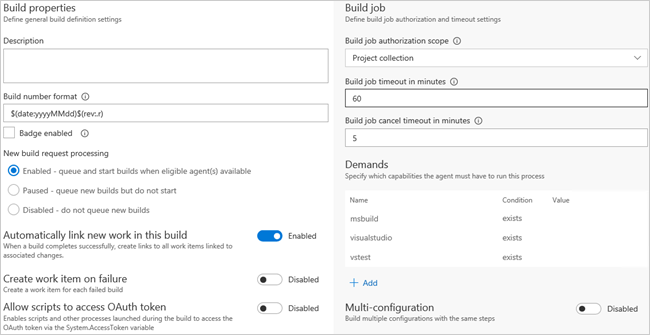 Build properties
Define general build definition settings
Description
Build number format
$(date:yyyyMMdd)$(rev:.r)
Badge enabled
New build request processing
Enabled - queue and start builds when eligible agent(s) available
Paused - queue new builds but do not start
Disabled - do not queue new builds
Automatically link new work in this build
Enabled
When a build completes successfully, create links to all work items linked to
associated changes.
Create work item on failure
Disabled
Create a work item for each failed build
Allow scripts to access OAuth token
Disabled
Enables scripts and other processes launched during the build to access the
OAuth token via the System.AccessToken variable
Build job
Define build job authorization and timeout settings
Build job authorization scope
Project collection
Build job timeout in minutes
60
Build job cancel timeout in minutes
5
Demands
Specify which capabilities the agent must have to run this process
Name Condition Value
msbuild exists
visualstudio exists
vstest exists
+ Add
Multi-configuration
Disabled
Build multiple configurations with the same steps